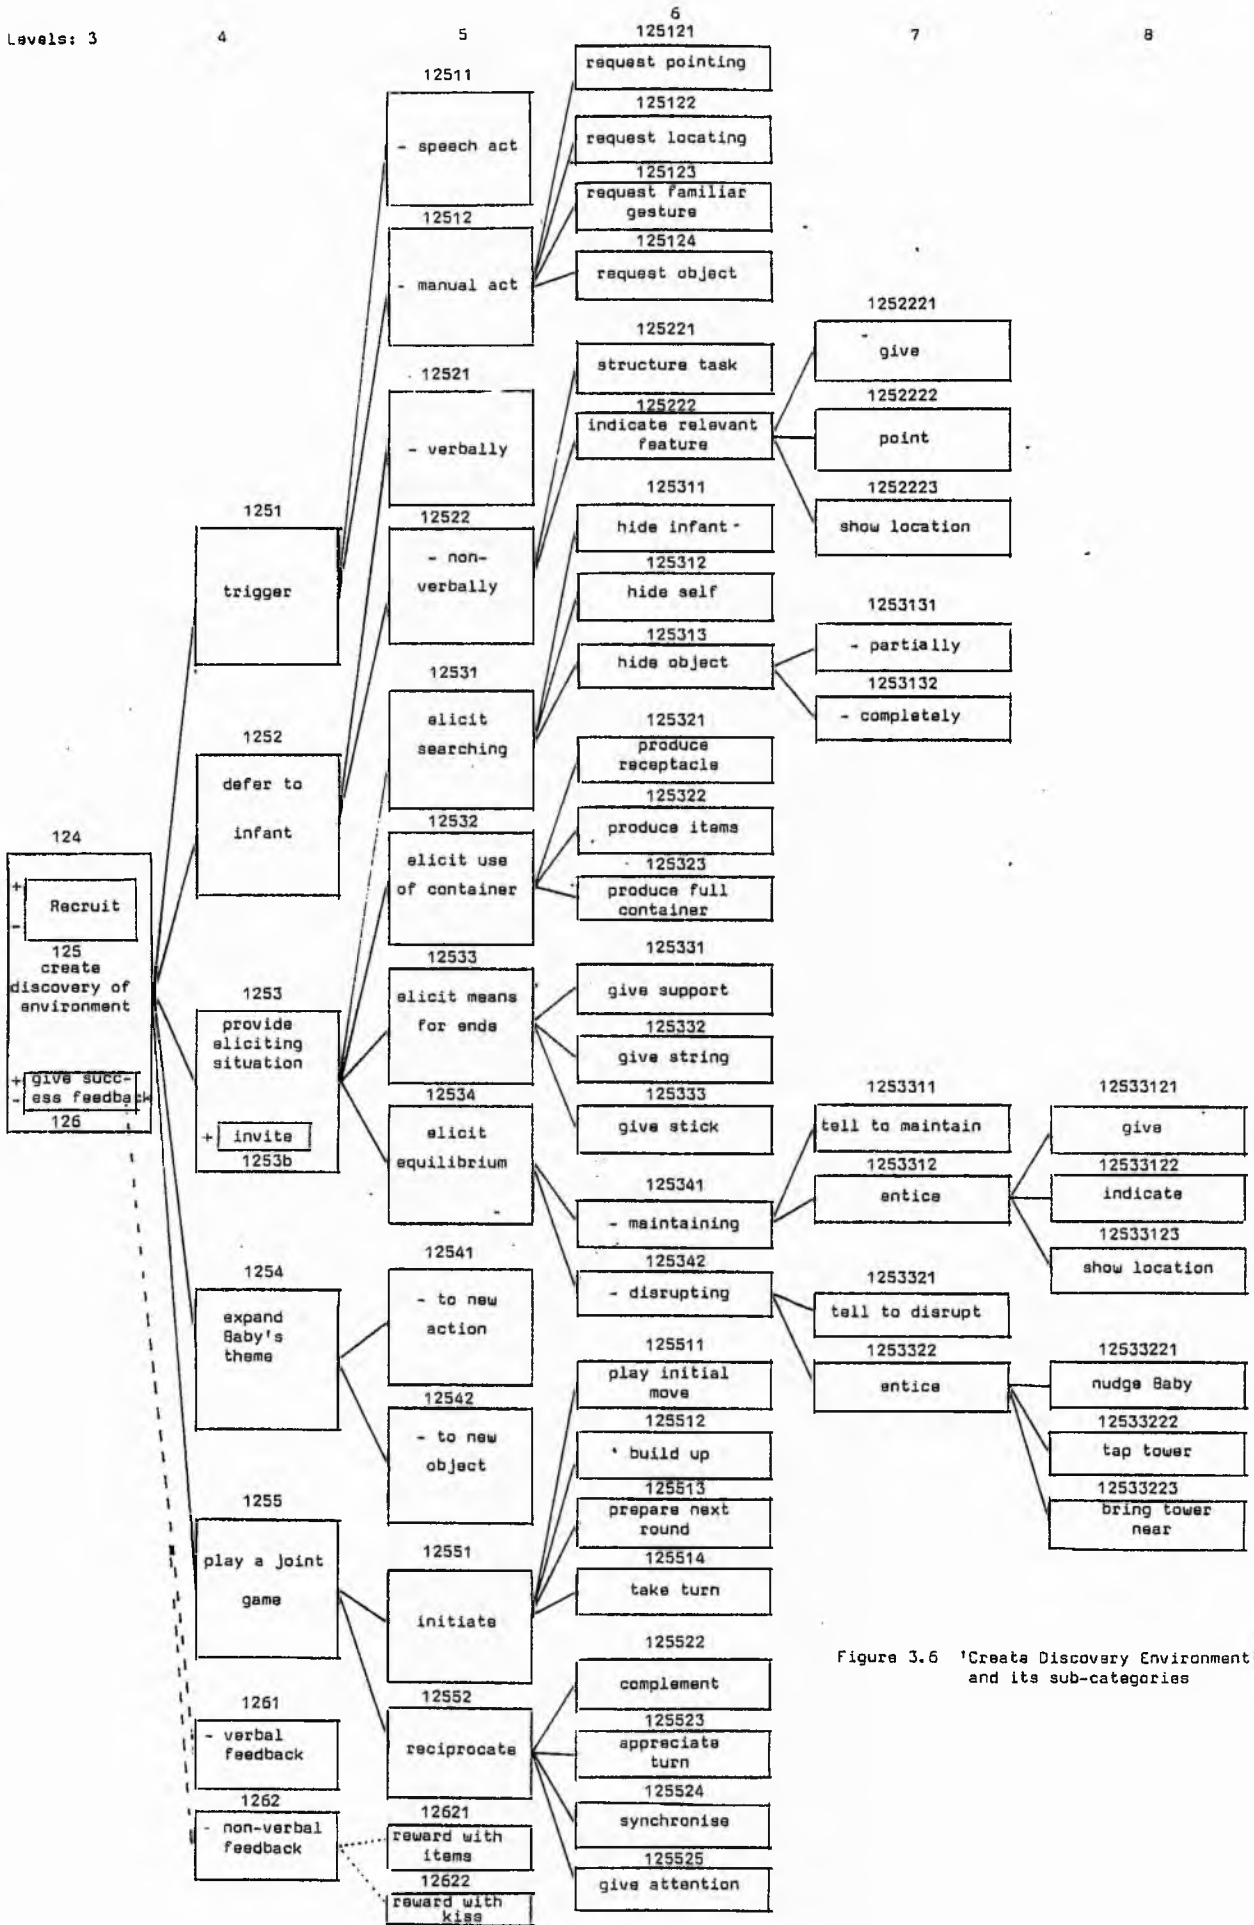 Levels: 3
4
5
6
7
8
124
+
Recruit
-
125
create
discovery of
environment
+
give succ-
-
ess feedback
126
1251
trigger
1252
defer to
infant
1253
provide
eliciting
situation
+ invite
1253b
1254
expand
Baby's
theme
1255
play a joint
game
1261
- verbal
feedback
1262
- non-verbal
feedback
12511
- speech act
12512
- manual act
12521
- verbally
12522
- non-
verbally
12531
elicit
searching
12532
elicit use
of container
12533
elicit means
for ends
12534
elicit
equilibrium
12541
- to new
action
12542
- to new
object
12551
initiate
12552
reciprocate
12621
reward with
items
12622
reward with
kiss
125121
request pointing
125122
request locating
125123
request familiar
gesture
125124
request object
125221
structure task
125222
indicate relevant
feature
125311
hide infant
125312
hide self
125313
hide object
125321
produce
receptacle
125322
produce items
125323
produce full
container
125331
give support
125332
give string
125333
give stick
125341
- maintaining
125342
- disrupting
125511
play initial
move
125512
build up
125513
prepare next
round
125514
take turn
125522
complement
125523
appreciate
turn
125524
synchronise
125525
give attention
1252221
give
1252222
point
1252223
show location
1253131
- partially
1253132
- completely
1253311
tell to maintain
1253312
entice
1253321
tell to disrupt
1253322
entice
12533121
give
12533122
indicate
12533123
show location
12533221
nudge Baby
12533222
tap tower
12533223
bring tower
near
Figure 3.6 'Create Discovery Environment
and its sub-categories